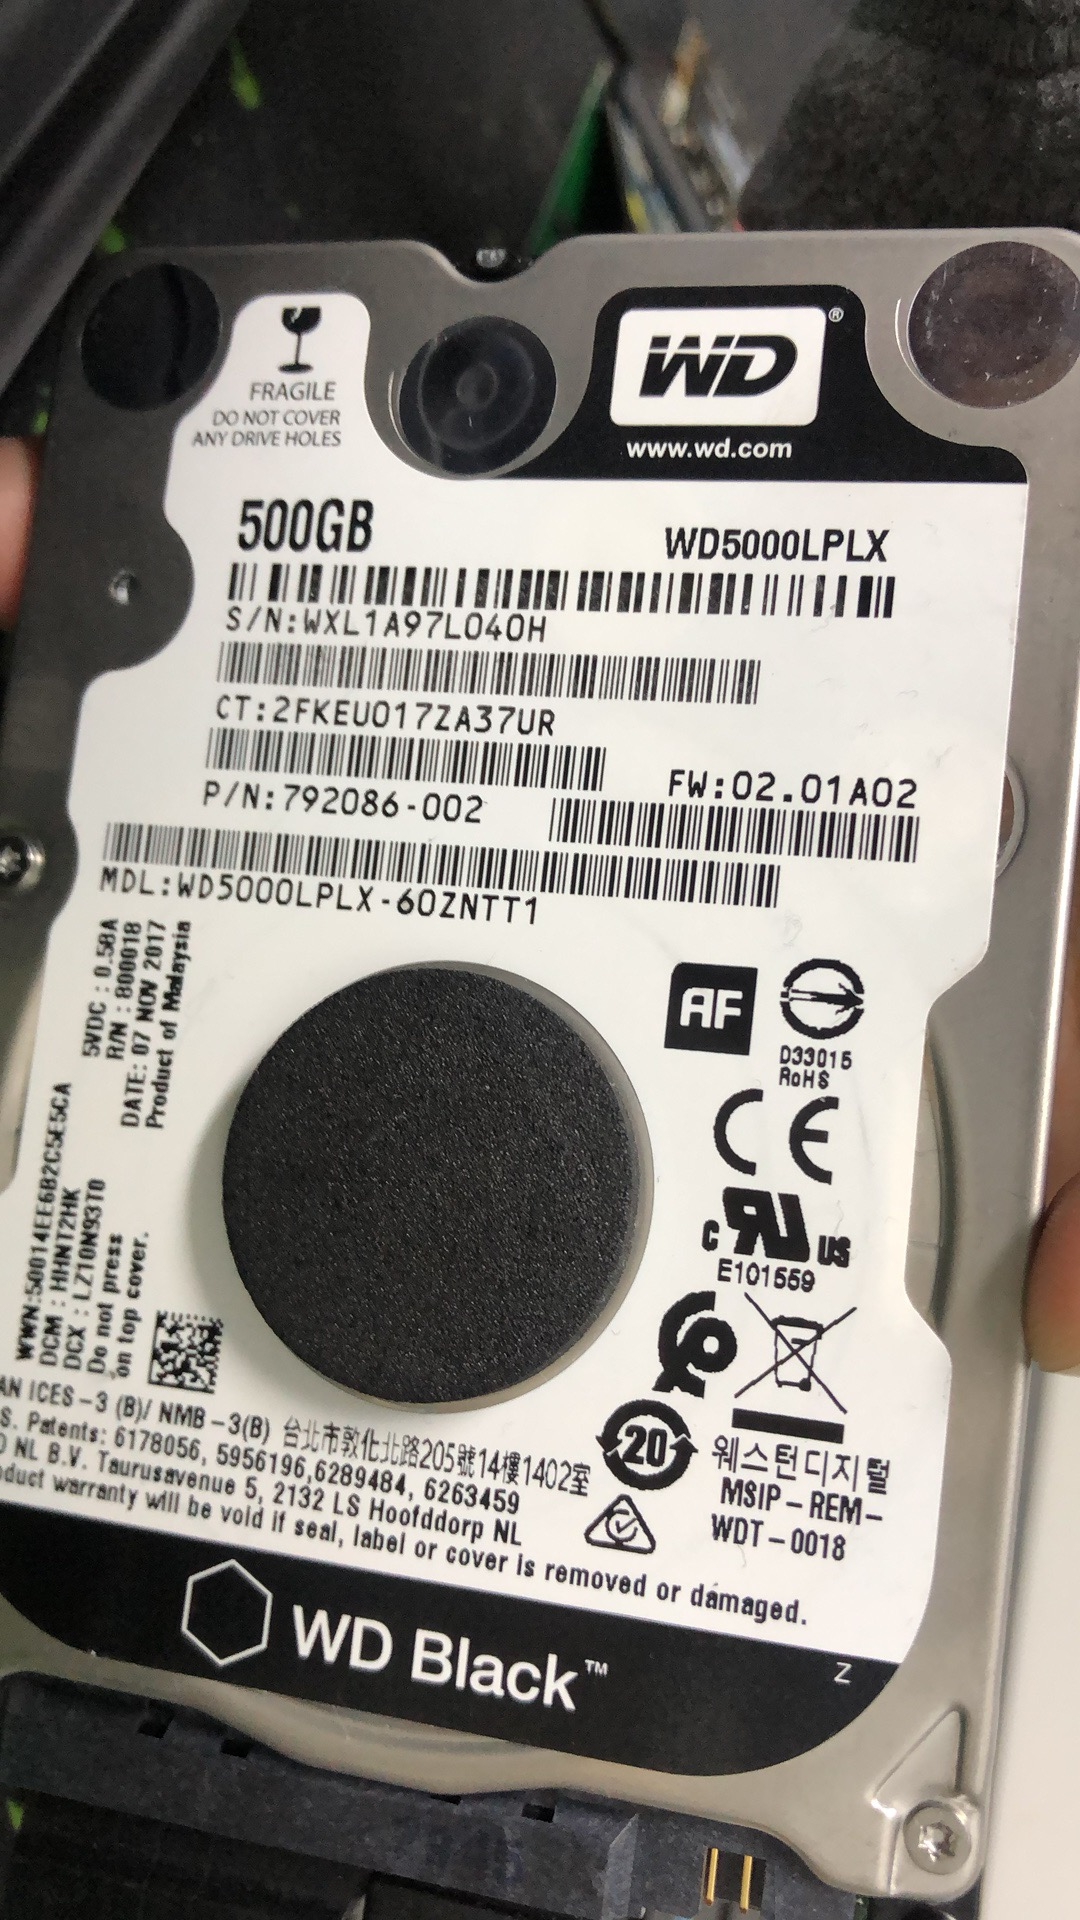 FRAGILE
DO NOT COVER
ANY DRIVE HOLES
WD®
www.wd.com
500GB
WD5000LPLX
S/N:WXL1A97L040H
CT:2FKEU017ZA37UR
P/N:792086-002
FW:02.01A02
MDL:WD5000LPLX-60ZNTT1
5VDC : 0.58A
R/N : 800018
DATE: 07 NOV 2017
Product of Malaysia
WWN:50014EE6B2C5E5CA
DCM : HHNT2HK
DCX : LZ10N93T0
Do not press
on top cover.
AF
D33015
RoHS
CE
c RU US
E101559
20
웨스턴디지털
MSIP-REM-
WDT-0018
AN ICES-3 (B)/ NMB-3(B) 台北市敦化北路205號14樓1402室
S. Patents: 6178056, 5956196,6289484, 6263459
NL B.V. Taurusavenue 5, 2132 LS Hoofddorp NL
oduct warranty will be void if seal, label or cover is removed or damaged.
WD Black™
Z